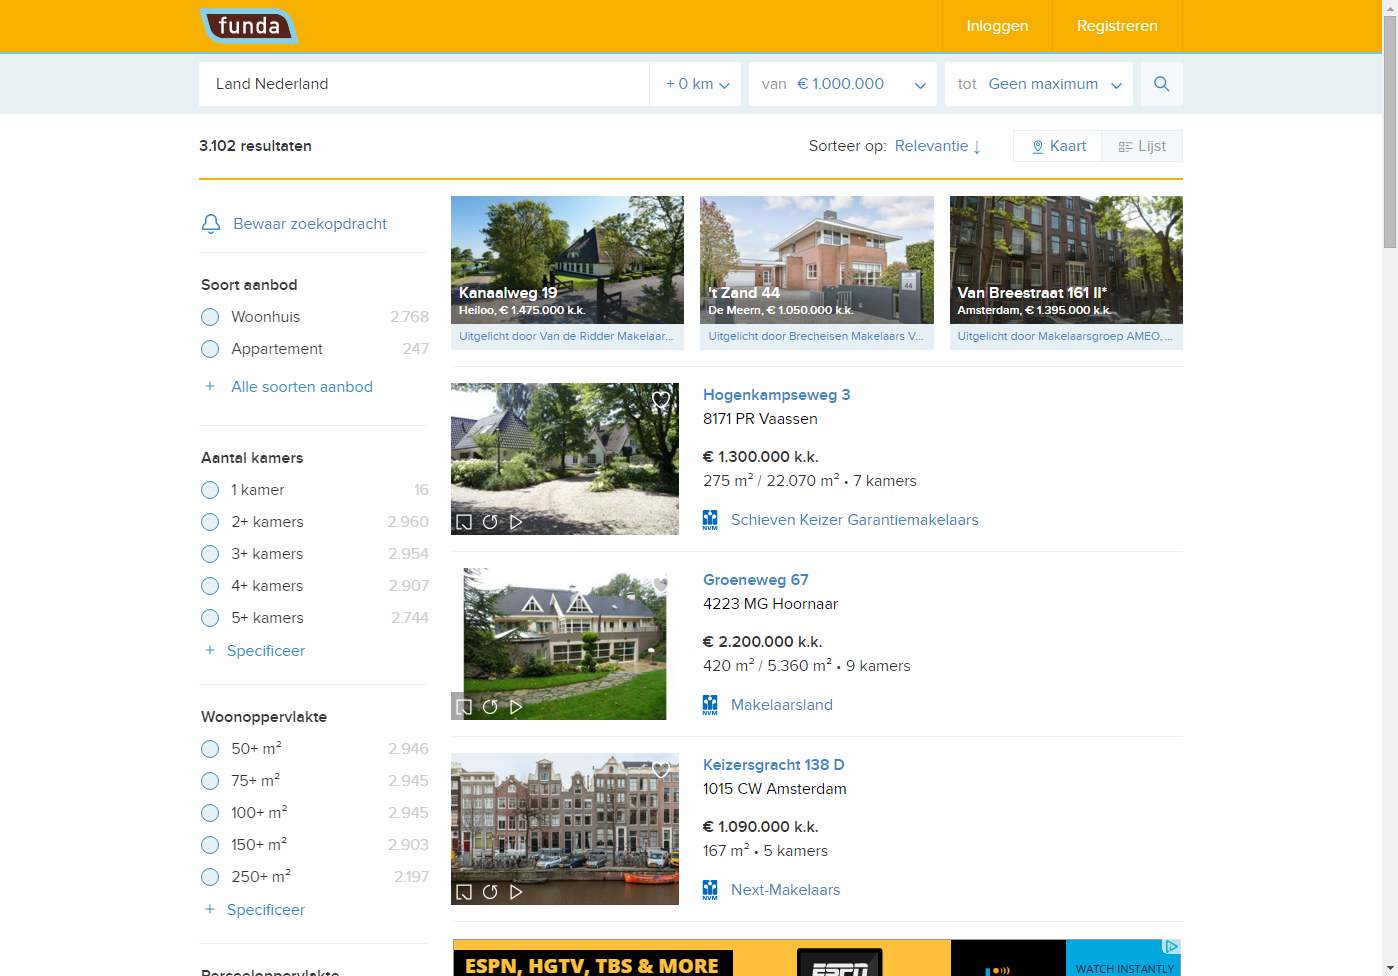 funda
Inloggen
Registreren
Land Nederland
+ 0 km
van € 1.000.000
tot Geen maximum
3.102 resultaten
Sorteer op: Relevantie ↓
Kaart
Lijst
Bewaar zoekopdracht
Soort aanbod
Woonhuis 2.768
Appartement 247
+ Alle soorten aanbod
Aantal kamers
1 kamer 16
2+ kamers 2.960
3+ kamers 2.954
4+ kamers 2.907
5+ kamers 2.744
+ Specificeer
Woonoppervlakte
50+ m² 2.946
75+ m² 2.945
100+ m² 2.945
150+ m² 2.903
250+ m² 2.197
+ Specificeer
Perceeloppervlakte
Kanaalweg 19
Heiloo, € 1.475.000 k.k.
Uitgelicht door Van de Ridder Makelaar...
't Zand 44
De Meern, € 1.050.000 k.k.
Uitgelicht door Brecheisen Makelaars V...
44
Van Breestraat 161 II*
Amsterdam, € 1.395.000 k.k.
Uitgelicht door Makelaarsgroep AMEO, ...
Hogenkampseweg 3
8171 PR Vaassen
€ 1.300.000 k.k.
275 m² / 22.070 m² • 7 kamers
NVM
Schieven Keizer Garantiemakelaars
Groeneweg 67
4223 MG Hoornaar
€ 2.200.000 k.k.
420 m² / 5.360 m² • 9 kamers
NVM
Makelaarsland
Keizersgracht 138 D
1015 CW Amsterdam
€ 1.090.000 k.k.
167 m² • 5 kamers
NVM
Next-Makelaars
ESPN, HGTV, TBS & MORE
ESPN
WATCH INSTANTLY